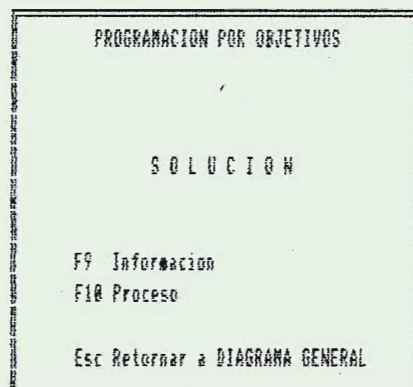 PROGRAMACION POR OBJETIVOS
S O L U C I O N
F9 Informacion
F10 Proceso
Esc Retornar a DIAGRAMA GENERAL